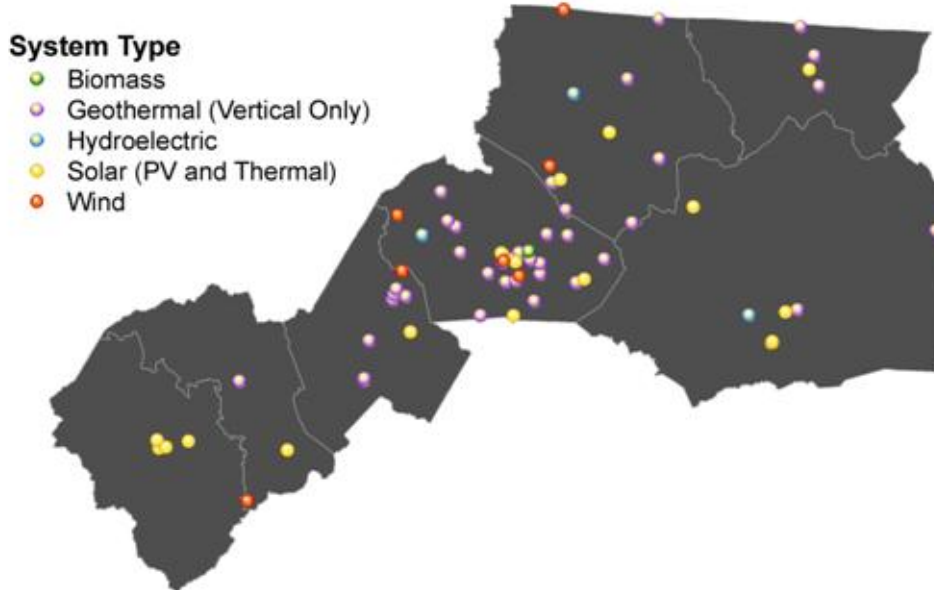 System Type
Biomass
Geothermal (Vertical Only)
Hydroelectric
Solar (PV and Thermal)
Wind